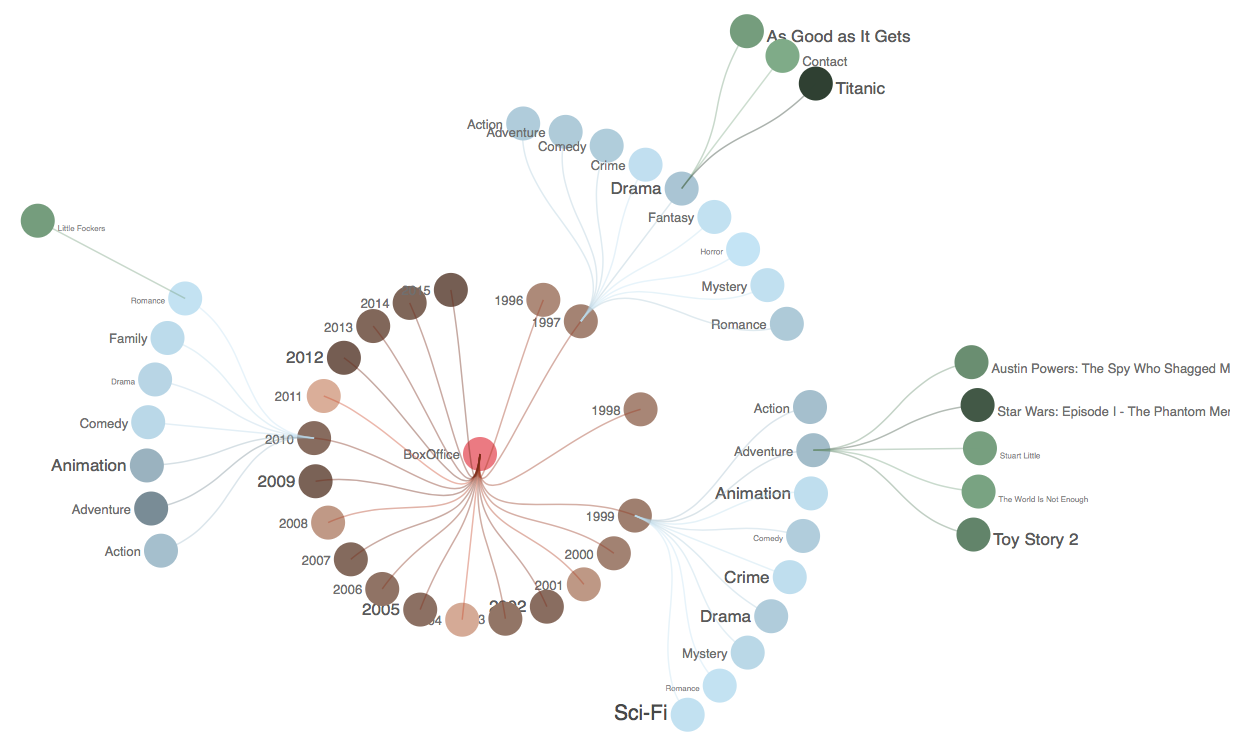 As Good as It Gets
Contact
Titanic
Action
Adventure
Comedy
Crime
Drama
Fantasy
Horror
Mystery
Romance
Little Fockers
Romance
Family
Drama
Comedy
Animation
Adventure
Action
2014
2013
2012
2011
2010
2009
2008
2007
2006
2005
2001
2000
1999
1998
1997
1996
BoxOffice
Action
Adventure
Animation
Comedy
Crime
Drama
Mystery
Romance
Sci-Fi
Austin Powers: The Spy Who Shagged M
Star Wars: Episode I - The Phantom Mer
Stuart Little
The World Is Not Enough
Toy Story 2